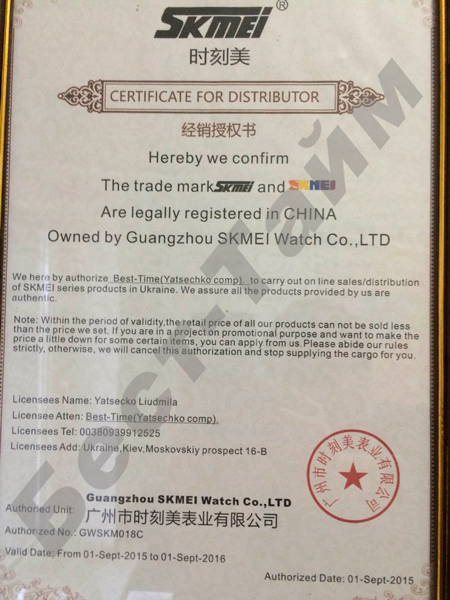 SKMEI®
时刻美
CERTIFICATE FOR DISTRIBUTOR
经销授权书
Hereby we confirm
The trade mark SKMEI and SKMEI
Are legally registered in CHINA
Owned by Guangzhou SKMEI Watch Co.,LTD
We here by authorize Best-Time(Yatsechko comp). to carry out on line sales/distribution
of SKMEI series products in Ukraine. We assure all the products provided by us are
authentic.
Note: Within the period of validity,the retail price of all our products can not be sold less
than the price we set. If you are in a project on promotional purpose and want to make the
price a little down for some certain items, you can apply from us.Please abide our rules
strictly, otherwise, we will cancel this authorization and stop supplying the cargo for you.
Licensees Name: Yatsecko Liudmila
Licensee Atten: Best-Time(Yatsechko comp).
Licensees Tel: 00380939912525
Licensees Add: Ukraine,Kiev,Moskovskiy prospect 16-B
Guangzhou SKMEI Watch Co.,LTD
Authoried Unit: 广州市时刻美表业有限公司
Authoried No.: GWSKM018C
Valid Date: From 01-Sept-2015 to 01-Sept-2016
Authorized Date: 01-Sept-2015
广州市时刻美表业有限公司
Бест-Тайм